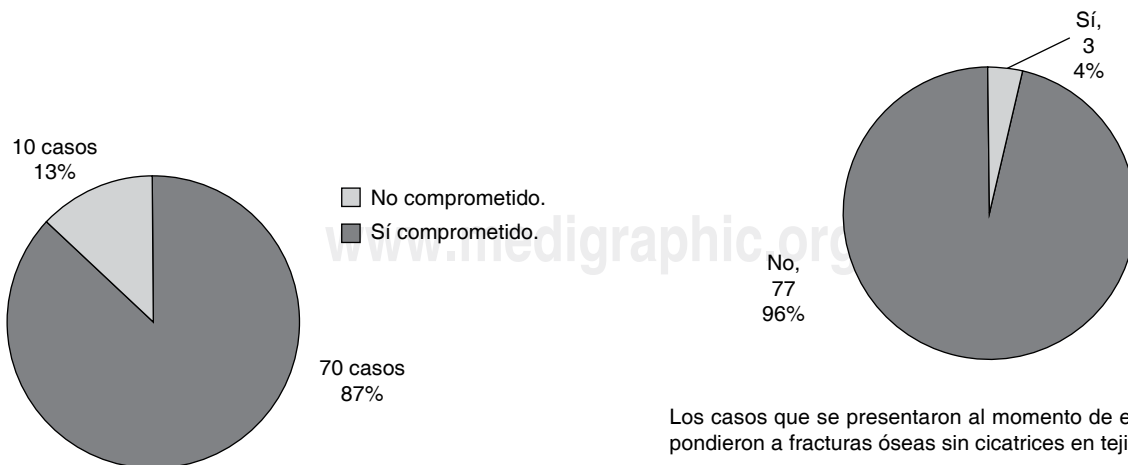 10 casos
13%
No comprometido.
Sí comprometido.
70 casos
87%
www.medigraphic.org
Sí,
3
4%
No,
77
96%
Los casos que se presentaron al momento de
pondieron a fracturas óseas sin cicatrices en